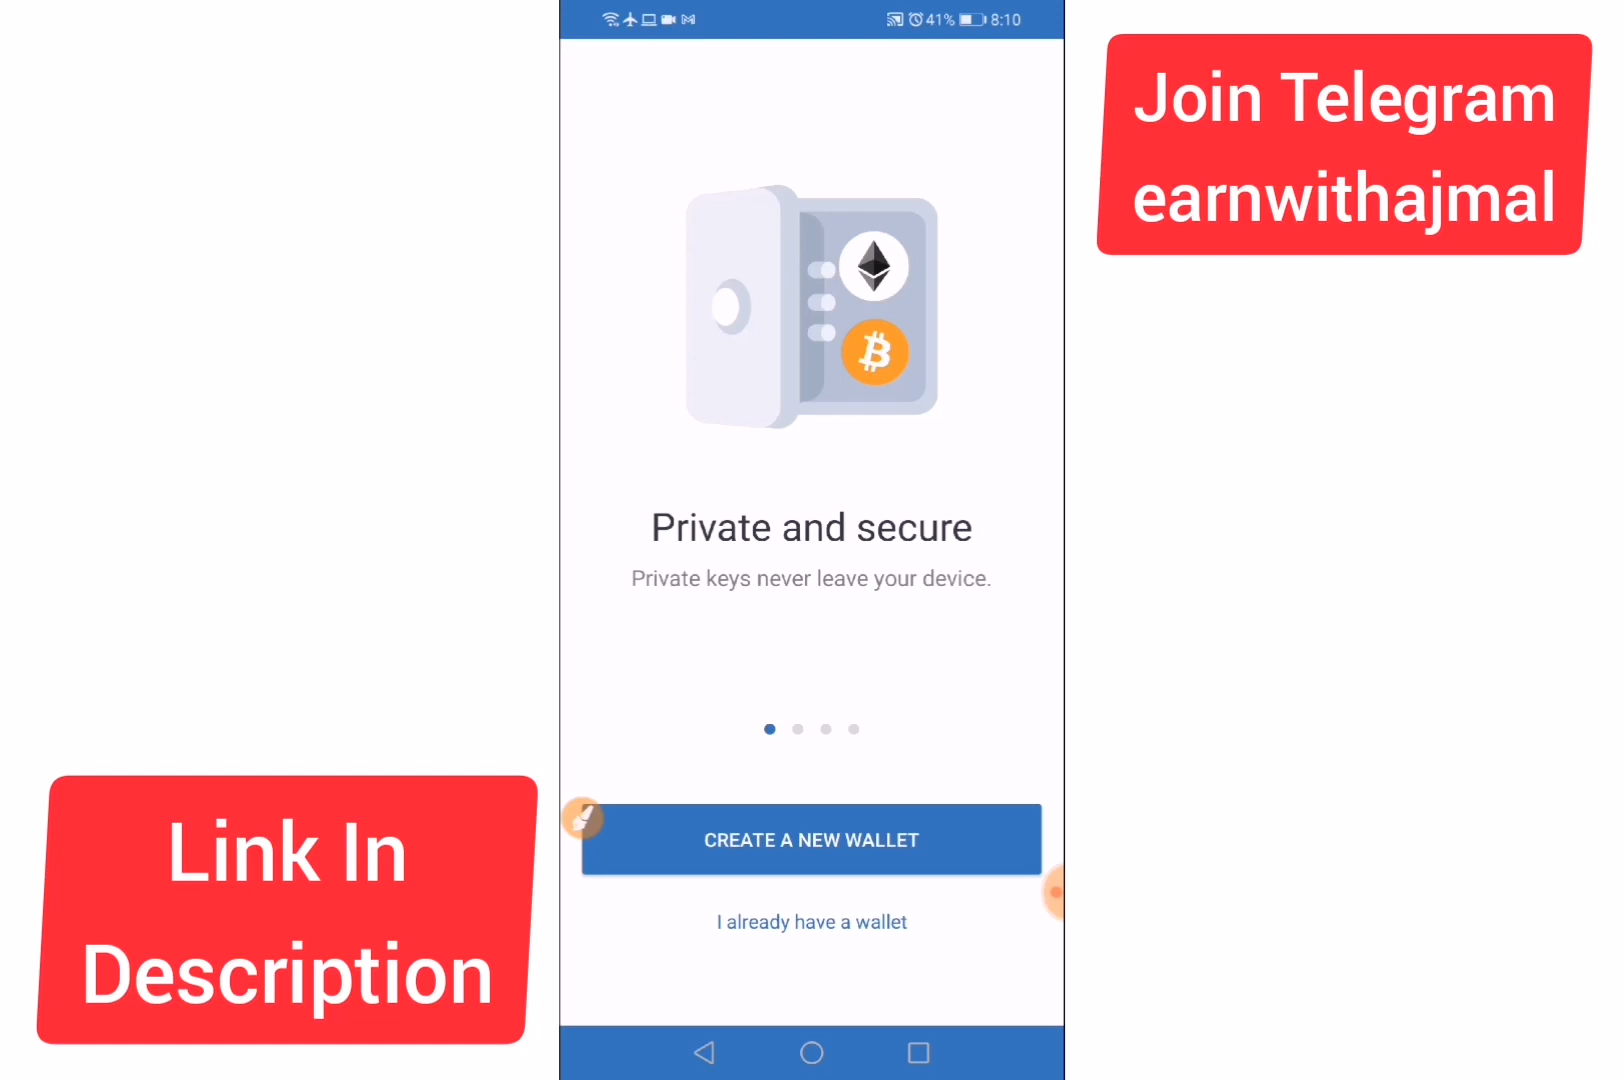 41% 8:10
Join Telegram
earnwithajmal
Private and secure
Private keys never leave your device.
Link In
Description
CREATE A NEW WALLET
I already have a wallet